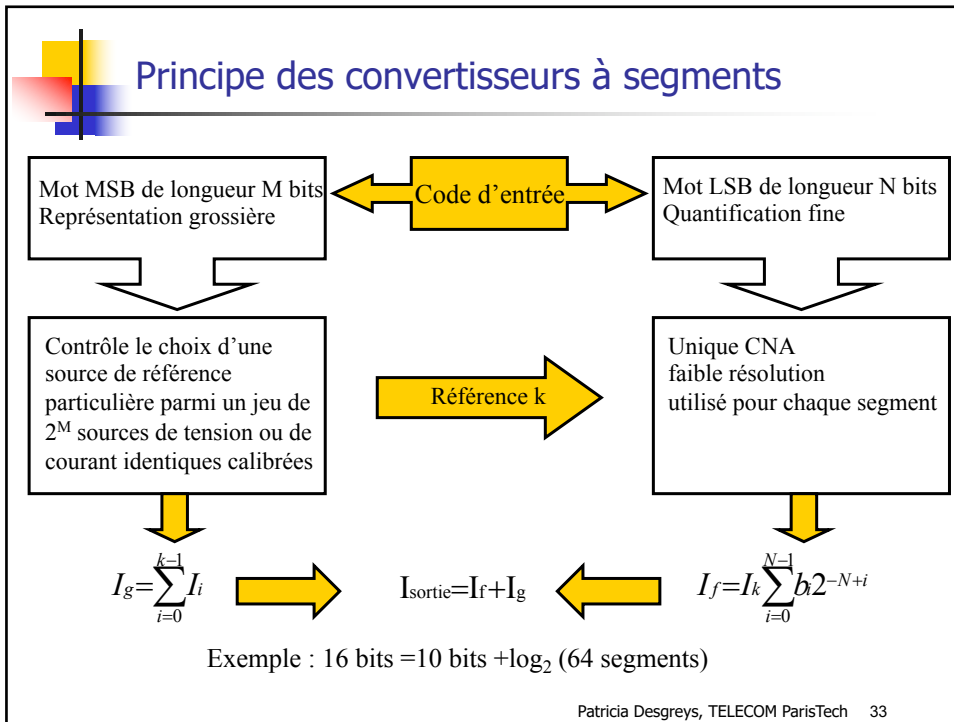 Principe des convertisseurs à segments
Mot MSB de longueur M bits
Représentation grossière
Code d'entrée
Mot LSB de longueur N bits
Quantification fine
Contrôle le choix d'une
source de référence
particulière parmi un jeu de
2^M sources de tension ou de
courant identiques calibrées
Référence k
Unique CNA
faible résolution
utilisé pour chaque segment
I_g=∑_{i=0}^{k-1} I_i
I_sortie=I_f+I_g
I_f=I_k∑_{i=0}^{N-1} b_i 2^{-N+i}
Exemple : 16 bits =10 bits +log_2 (64 segments)
Patricia Desgreys, TELECOM ParisTech 33